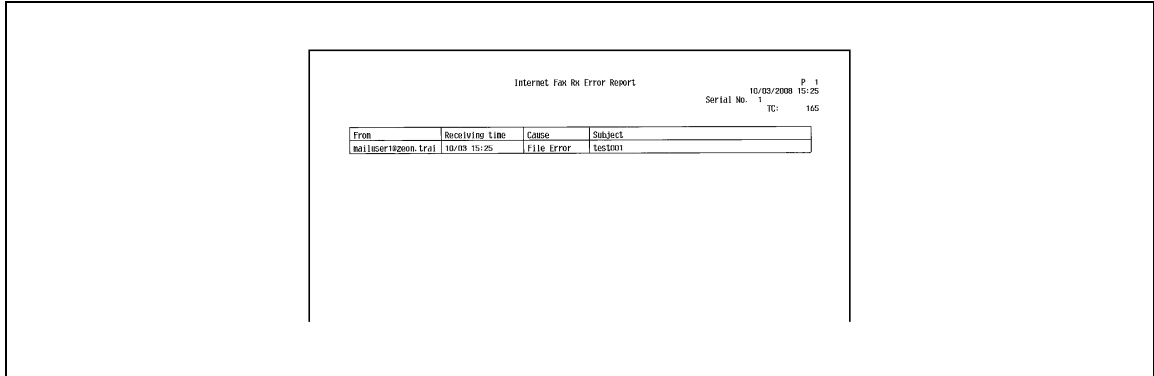 Internet Fax Rx Error Report P 1
10/03/2008 15:25
Serial No. 1
TC: 165
From Receiving time Cause Subject
mailuser1@zeon.trai 10/03 15:25 File Error test001